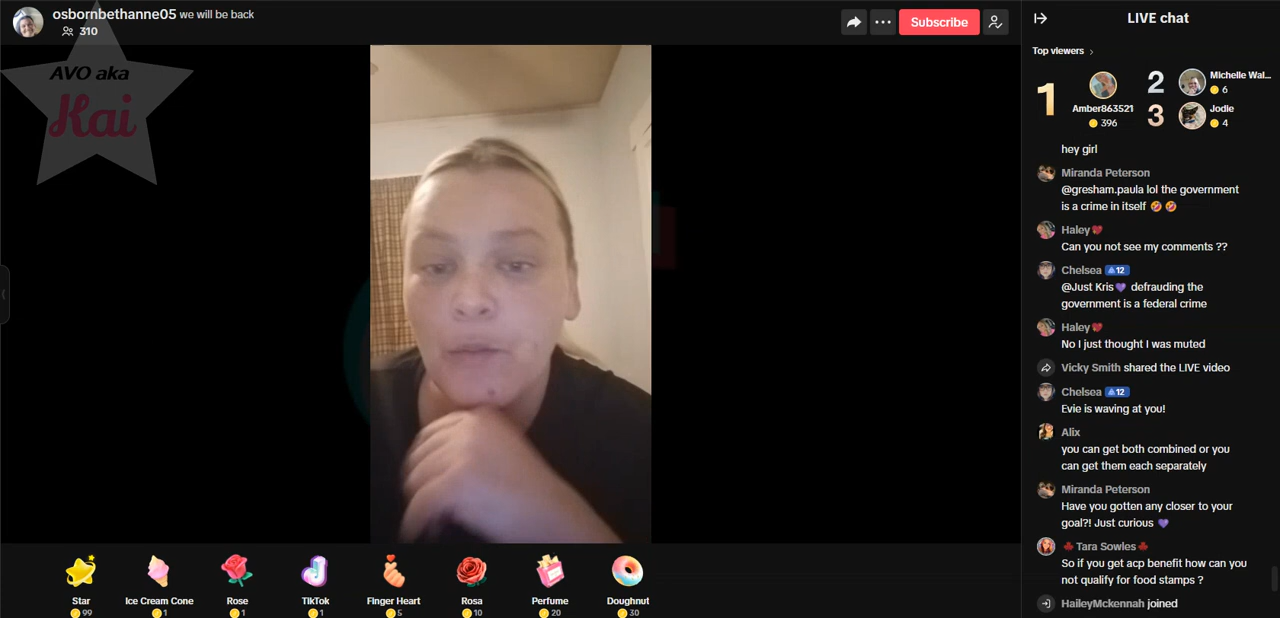 osbornbethanne05 we will be back
310
Subscribe
AVO aka
Kai
LIVE chat
Top viewers
1
Amber863521
396
2
Michelle Wal...
6
3
Jodie
4
hey girl
Miranda Peterson
@gresham.paula lol the government
is a crime in itself 🤣 🤣
Haley💘
Can you not see my comments ??
Chelsea 12
@Just Kris💜 defrauding the
government is a federal crime
Haley💘
No I just thought I was muted
Vicky Smith shared the LIVE video
Chelsea 12
Evie is waving at you!
Alix
you can get both combined or you
can get them each separately
Miranda Peterson
Have you gotten any closer to your
goal?! Just curious 💜
🍁Tara Sowles🍁
So if you get acp benefit how can you
not qualify for food stamps ?
HaileyMckennah joined
Star
99
Ice Cream Cone
1
Rose
1
TikTok
1
Finger Heart
5
Rosa
10
Perfume
20
Doughnut
30